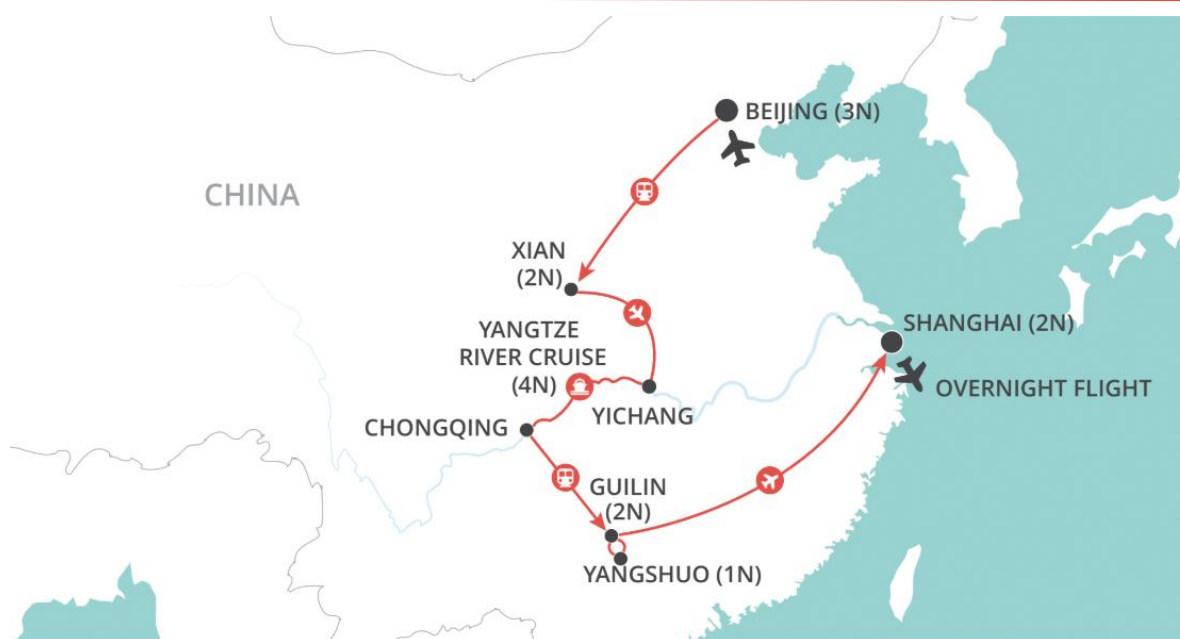 BEIJING (3N)
CHINA
XIAN
(2N)
YANGTZE
RIVER CRUISE
(4N)
SHANGHAI (2N)
OVERNIGHT FLIGHT
YICHANG
CHONGQING
GUILIN
(2N)
YANGSHUO (1N)